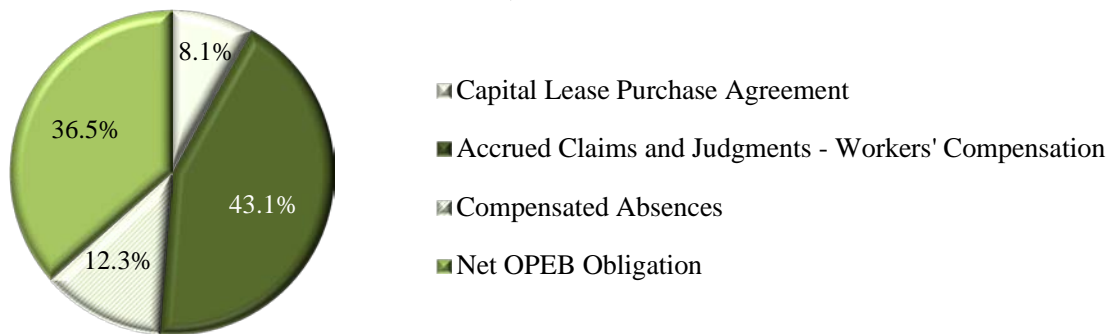 8.1%
36.5%
43.1%
12.3%
Capital Lease Purchase Agreement
Accrued Claims and Judgments - Workers' Compensation
Compensated Absences
Net OPEB Obligation